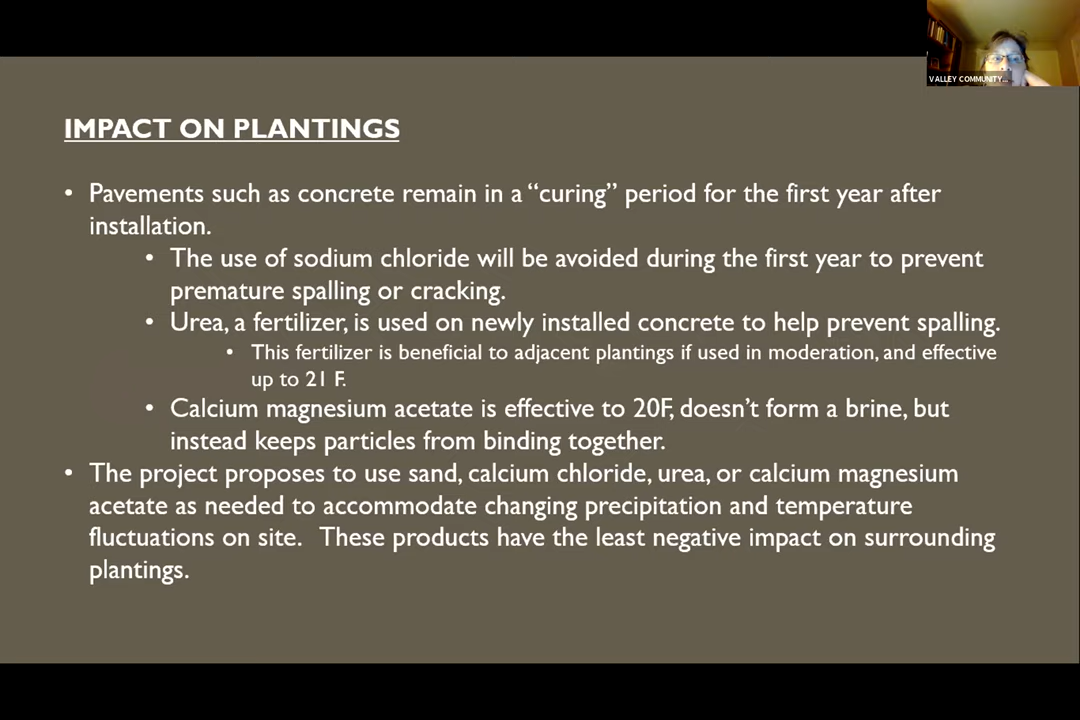 VALLEY COMMUNITY...
IMPACT ON PLANTINGS
• Pavements such as concrete remain in a “curing” period for the first year after
installation.
• The use of sodium chloride will be avoided during the first year to prevent
premature spalling or cracking.
• Urea, a fertilizer, is used on newly installed concrete to help prevent spalling.
• This fertilizer is beneficial to adjacent plantings if used in moderation, and effective
up to 21 F.
• Calcium magnesium acetate is effective to 20F, doesn’t form a brine, but
instead keeps particles from binding together.
• The project proposes to use sand, calcium chloride, urea, or calcium magnesium
acetate as needed to accommodate changing precipitation and temperature
fluctuations on site. These products have the least negative impact on surrounding
plantings.